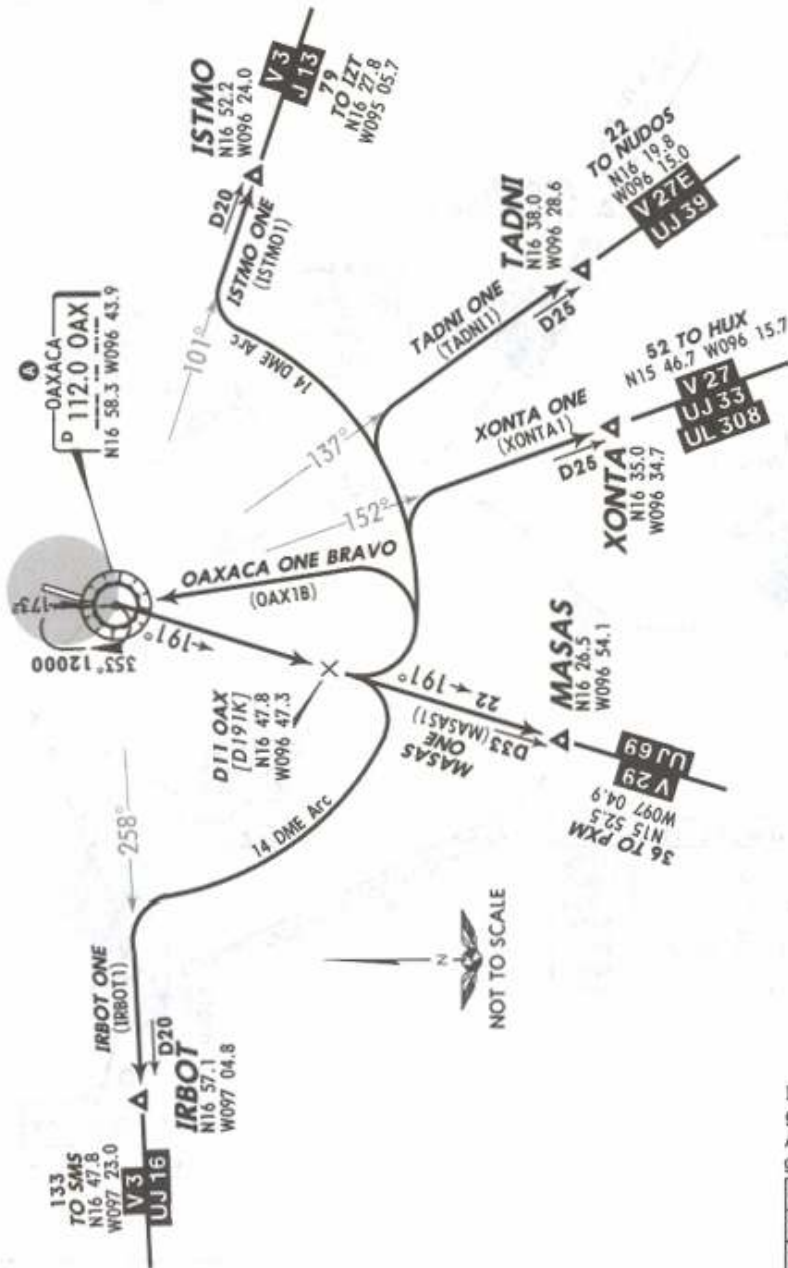 A
OAXACA
D 112.0 OAX
N16 58.3 W096 43.9
173°
353° 12000
191°
D11 OAX
[D191K]
N16 47.8
W096 47.3
OAXACA ONE BRAVO
(OAX1B)
101°
14 DME Arc
ISTMO ONE
(ISTMO1)
D20
ISTMO
N16 52.2
W096 24.0
V 3
J 13
79
TO IZT
N16 27.8
W095 05.7
137°
TADNI ONE
(TADNI1)
D25
TADNI
N16 38.0
W096 28.6
22
TO NUDOS
N16 19.8
W096 15.0
V 27E
UJ 39
152°
XONTA ONE
(XONTA1)
D25
XONTA
N16 35.0
W096 34.7
52 TO HUX
N15 46.7 W096 15.7
V 27
UJ 33
UL 308
22
191°
MASAS
ONE
(MASAS1)
D33
MASAS
N16 26.5
W096 54.1
V 29
UJ 69
36 TO PXM
N15 52.5
W097 04.9
258°
14 DME Arc
IRBOT ONE
(IRBOT1)
D20
IRBOT
N16 57.1
W097 04.8
133
TO SMS
N16 47.8
W097 23.0
V 3
UJ 16
N
NOT TO SCALE